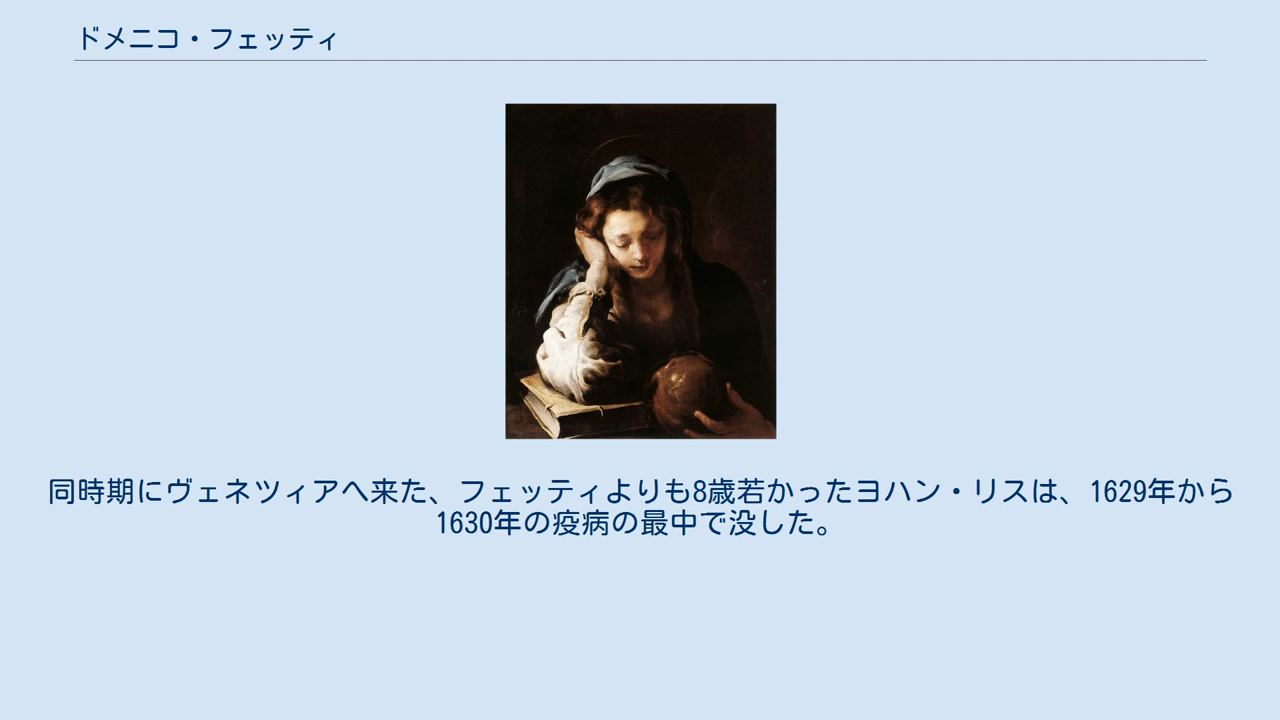 ドメニコ・フェッティ
同時期にヴェネツィアへ来た、フェッティよりも8歳若かったヨハン・リスは、1629年から
1630年の疫病の最中で没した。